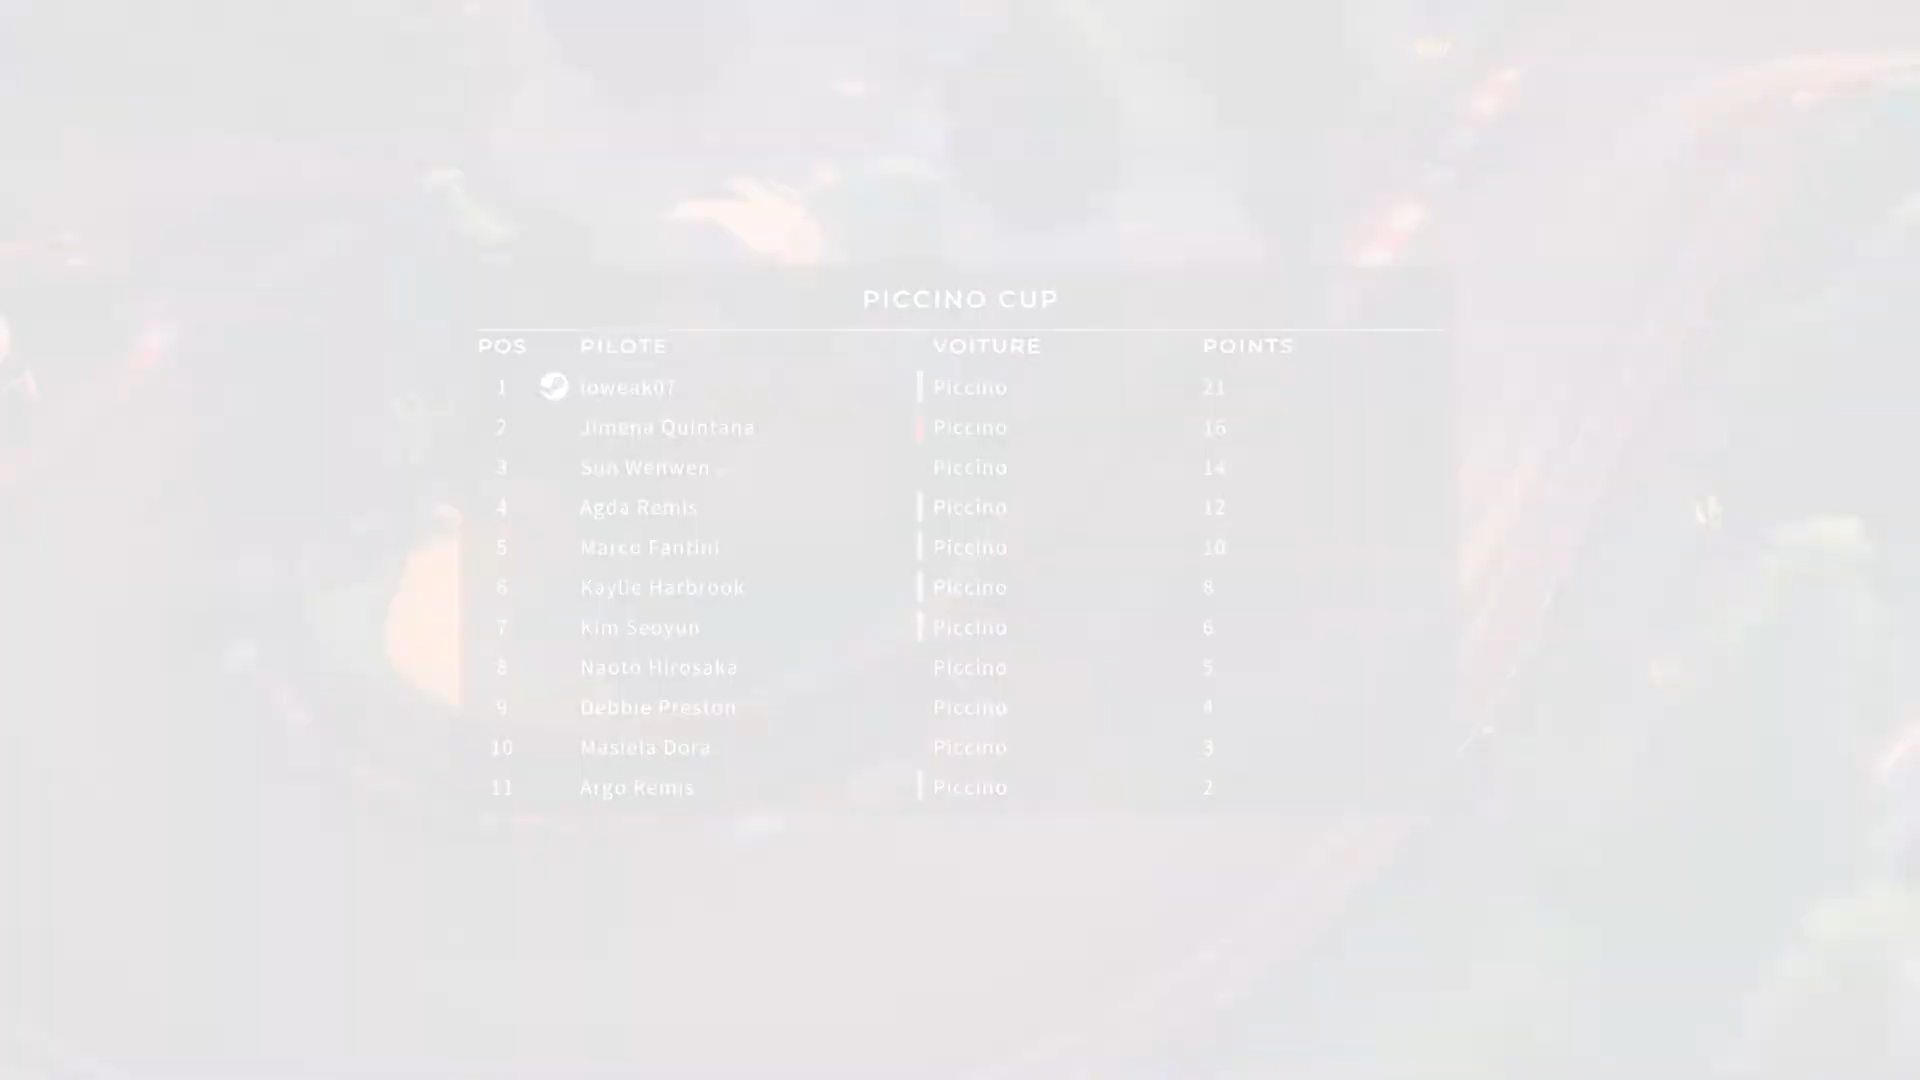 PICCINO CUP
POS PILOTE VOITURE POINTS
1 ioweak07 Piccino 21
2 Jimena Quintana Piccino 16
3 Sun Wenwen Piccino 14
4 Agda Remis Piccino 12
5 Marco Fantini Piccino 10
6 Kaylie Harbrook Piccino 8
7 Kim Seoyun Piccino 6
8 Naoto Hirosaka Piccino 5
9 Debbie Preston Piccino 4
10 Masiela Dora Piccino 3
11 Argo Remis Piccino 2